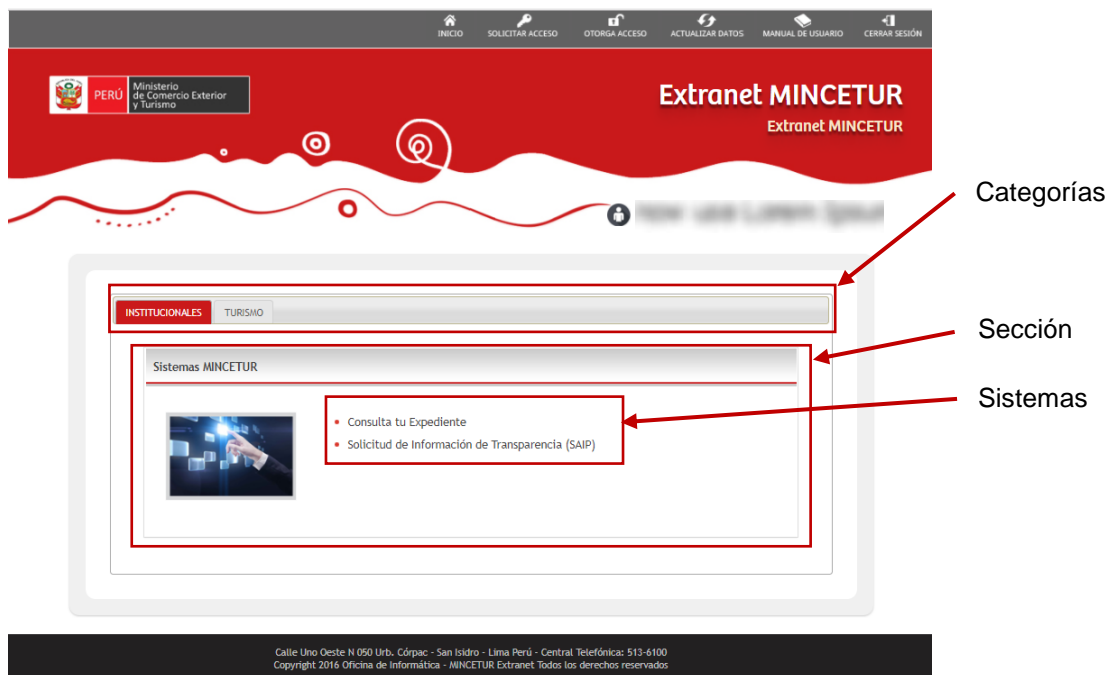 INICIO
SOLICITAR ACCESO
OTORGA ACCESO
ACTUALIZAR DATOS
MANUAL DE USUARIO
CERRAR SESIÓN
PERÚ
Ministerio
de Comercio Exterior
y Turismo
Extranet MINCETUR
Extranet MINCETUR
Categorías
INSTITUCIONALES
TURISMO
Sección
Sistemas MINCETUR
Sistemas
Consulta tu Expediente
Solicitud de Información de Transparencia (SAIP)
Calle Uno Oeste N 050 Urb. Córpac - San Isidro - Lima Perú - Central Telefónica: 513-6100
Copyright 2016 Oficina de Informática - MINCETUR Extranet Todos los derechos reservados